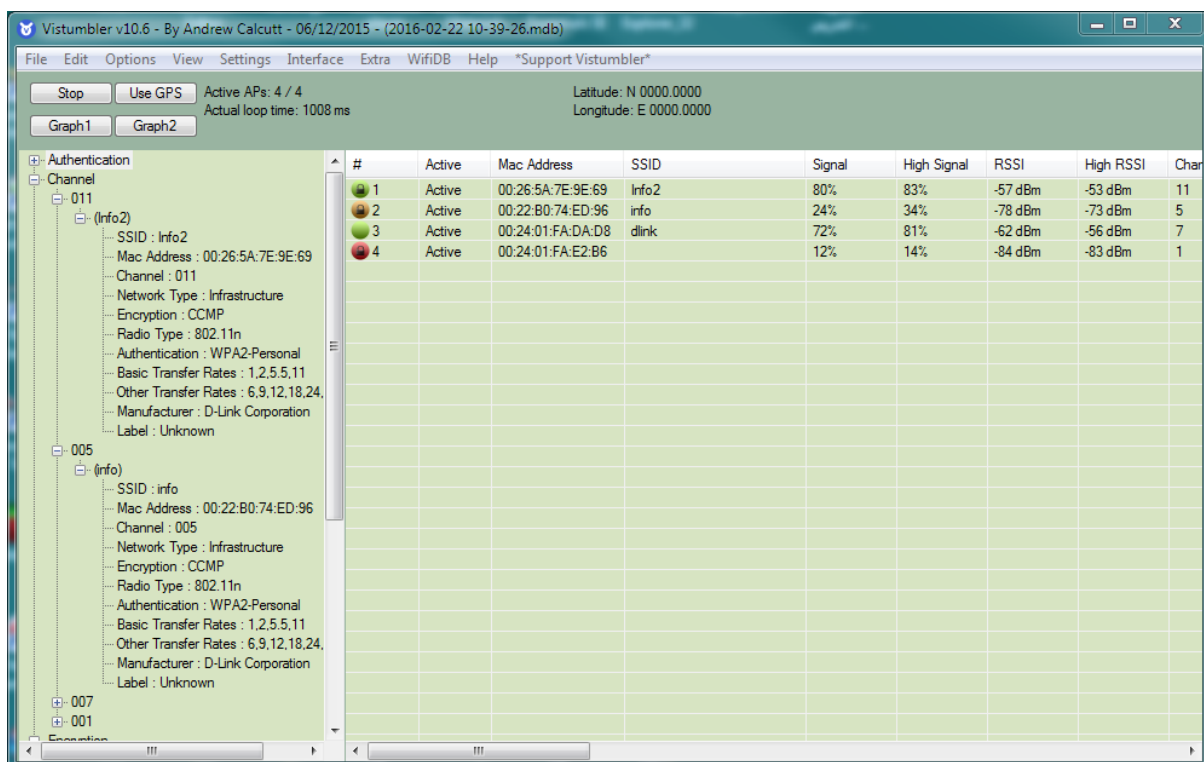 Vistumbler v10.6 - By Andrew Calcutt - 06/12/2015 - (2016-02-22 10-39-26.mdb)
File Edit Options View Settings Interface Extra WifiDB Help *Support Vistumbler*
Stop Use GPS Active APs: 4 / 4 Latitude: N 0000.0000
Actual loop time: 1008 ms Longitude: E 0000.0000
Graph1 Graph2
Authentication
Channel
011
(Info2)
SSID : Info2
Mac Address : 00:26:5A:7E:9E:69
Channel : 011
Network Type : Infrastructure
Encryption : CCMP
Radio Type : 802.11n
Authentication : WPA2-Personal
Basic Transfer Rates : 1,2,5.5,11
Other Transfer Rates : 6,9,12,18,24,
Manufacturer : D-Link Corporation
Label : Unknown
005
(info)
SSID : info
Mac Address : 00:22:B0:74:ED:96
Channel : 005
Network Type : Infrastructure
Encryption : CCMP
Radio Type : 802.11n
Authentication : WPA2-Personal
Basic Transfer Rates : 1,2,5.5,11
Other Transfer Rates : 6,9,12,18,24,
Manufacturer : D-Link Corporation
Label : Unknown
007
001
Encryption
# Active Mac Address SSID Signal High Signal RSSI High RSSI Chan
1 Active 00:26:5A:7E:9E:69 Info2 80% 83% -57 dBm -53 dBm 11
2 Active 00:22:B0:74:ED:96 info 24% 34% -78 dBm -73 dBm 5
3 Active 00:24:01:FA:DA:D8 dlink 72% 81% -62 dBm -56 dBm 7
4 Active 00:24:01:FA:E2:B6 12% 14% -84 dBm -83 dBm 1